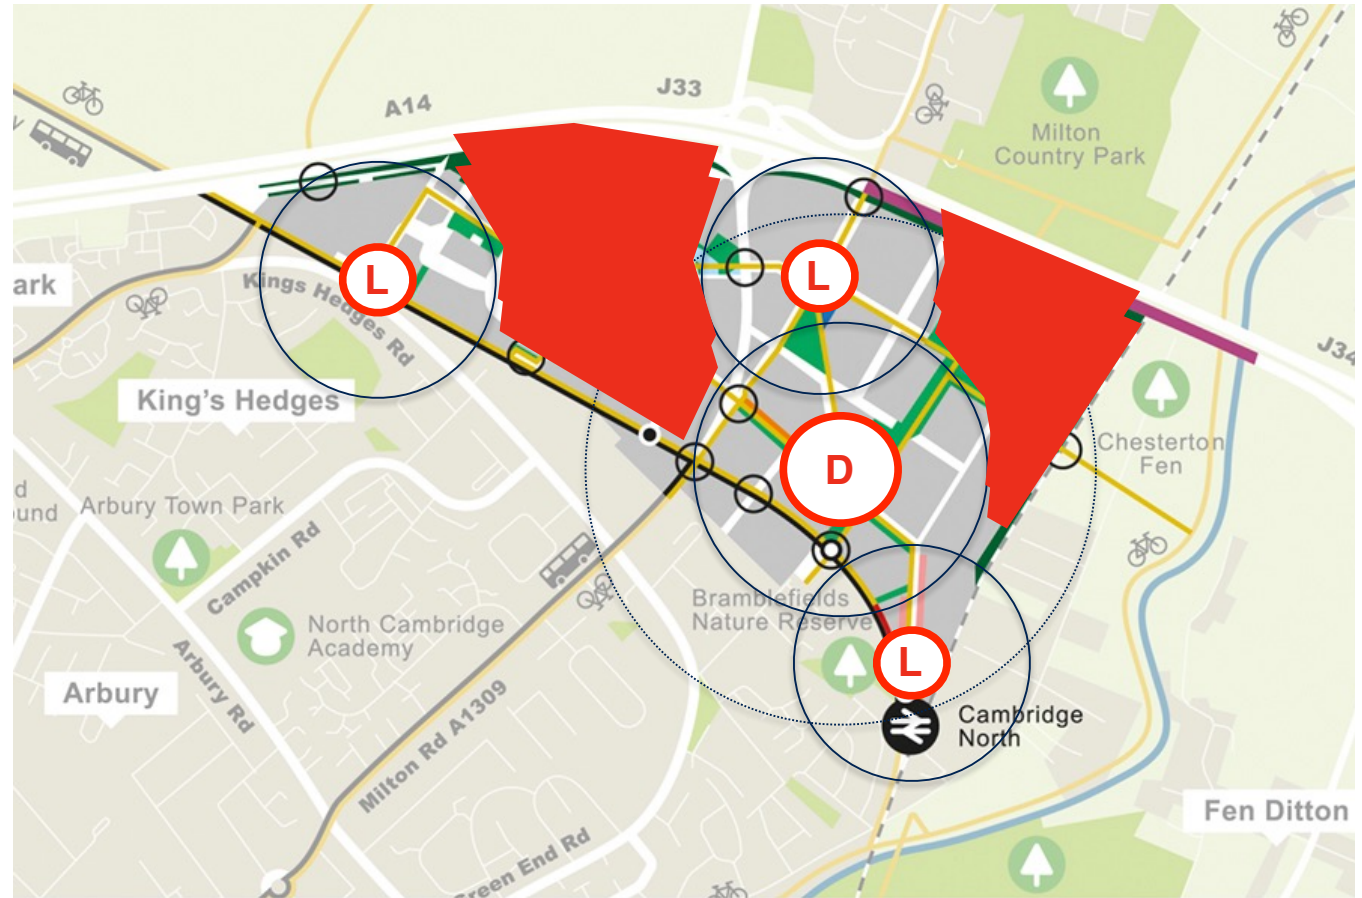 J33
A14
Milton
Country Park
ark
Kings Hedges Rd
L
L
J34
King's Hedges
Chesterton
Fen
D
d
ound
Arbury Town Park
Campkin Rd
Bramblefields
Nature Reserve
North Cambridge
Academy
Arbury
Arbury Rd
L
Milton Rd A1309
Cambridge
North
Fen Ditton
Green End Rd